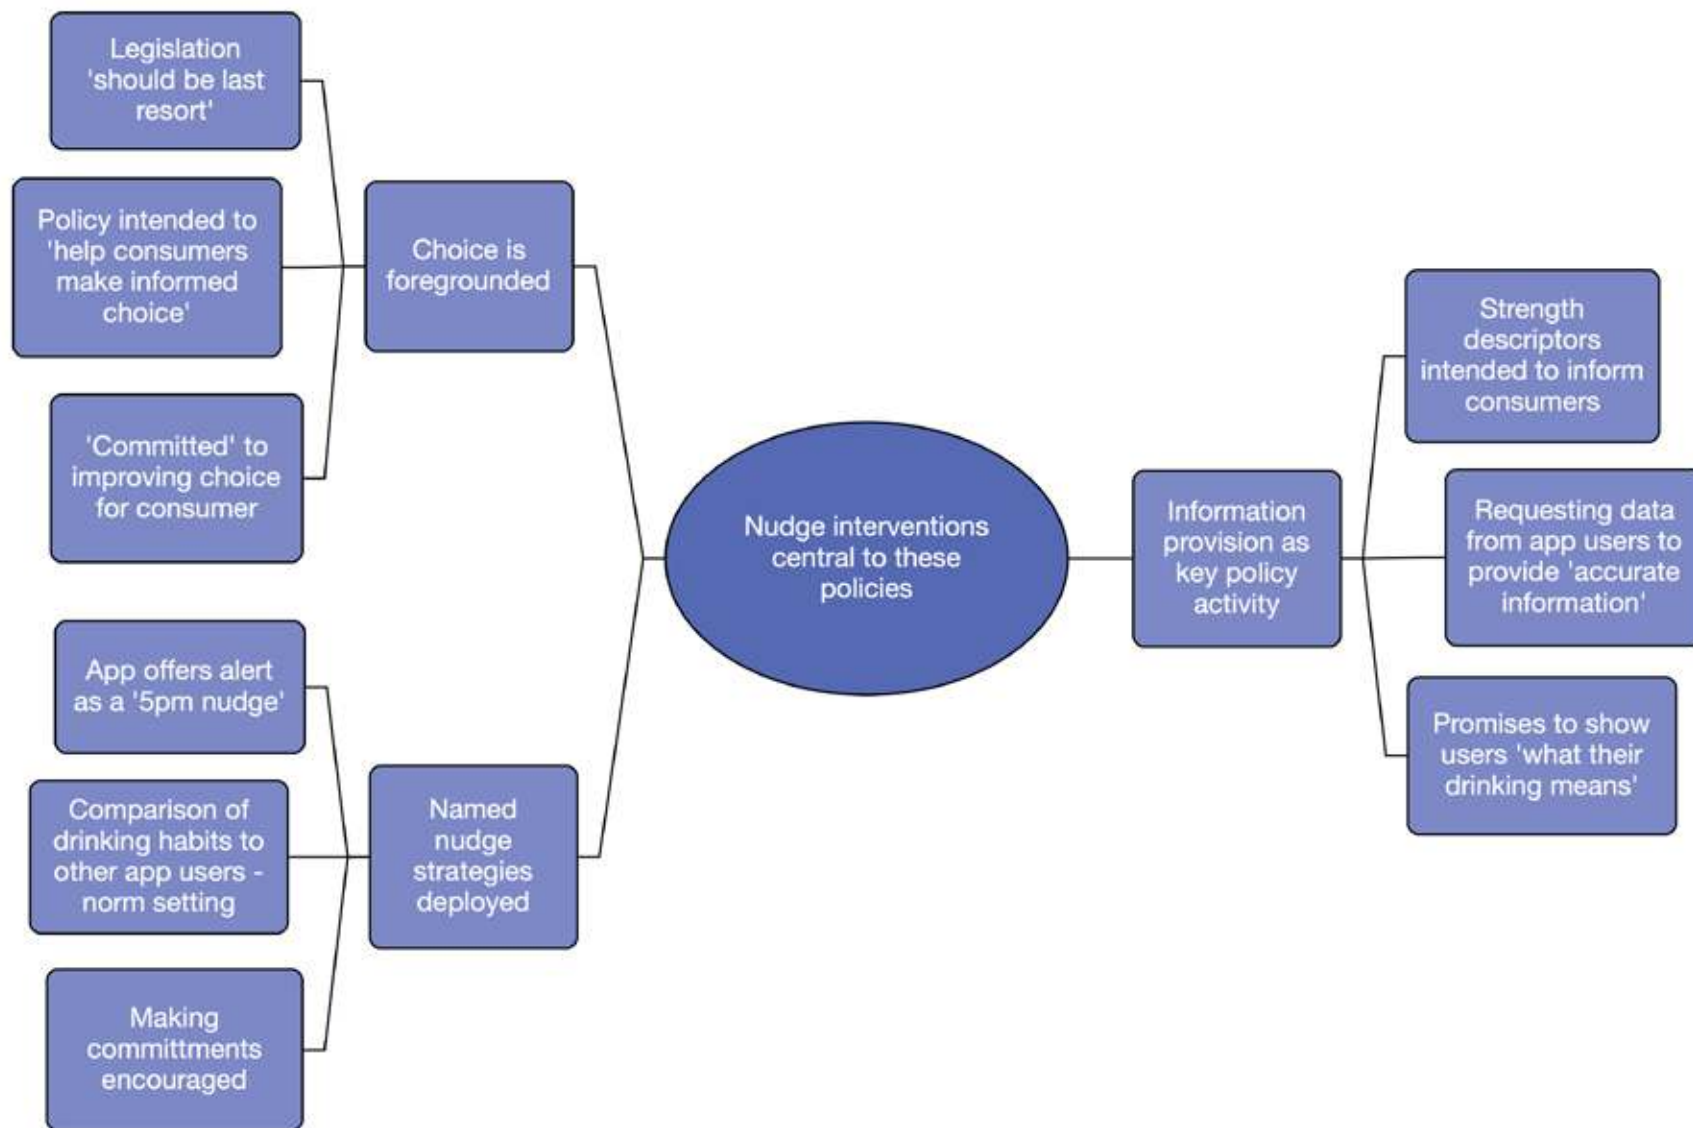 Legislation
'should be last
resort'
Policy intended to
'help consumers
make informed
choice'
'Committed' to
improving choice
for consumer
Choice is
foregrounded
App offers alert
as a '5pm nudge'
Comparison of
drinking habits to
other app users -
norm setting
Making
committments
encouraged
Named
nudge
strategies
deployed
Nudge interventions
central to these
policies
Information
provision as
key policy
activity
Strength
descriptors
intended to inform
consumers
Requesting data
from app users to
provide 'accurate
information'
Promises to show
users 'what their
drinking means'